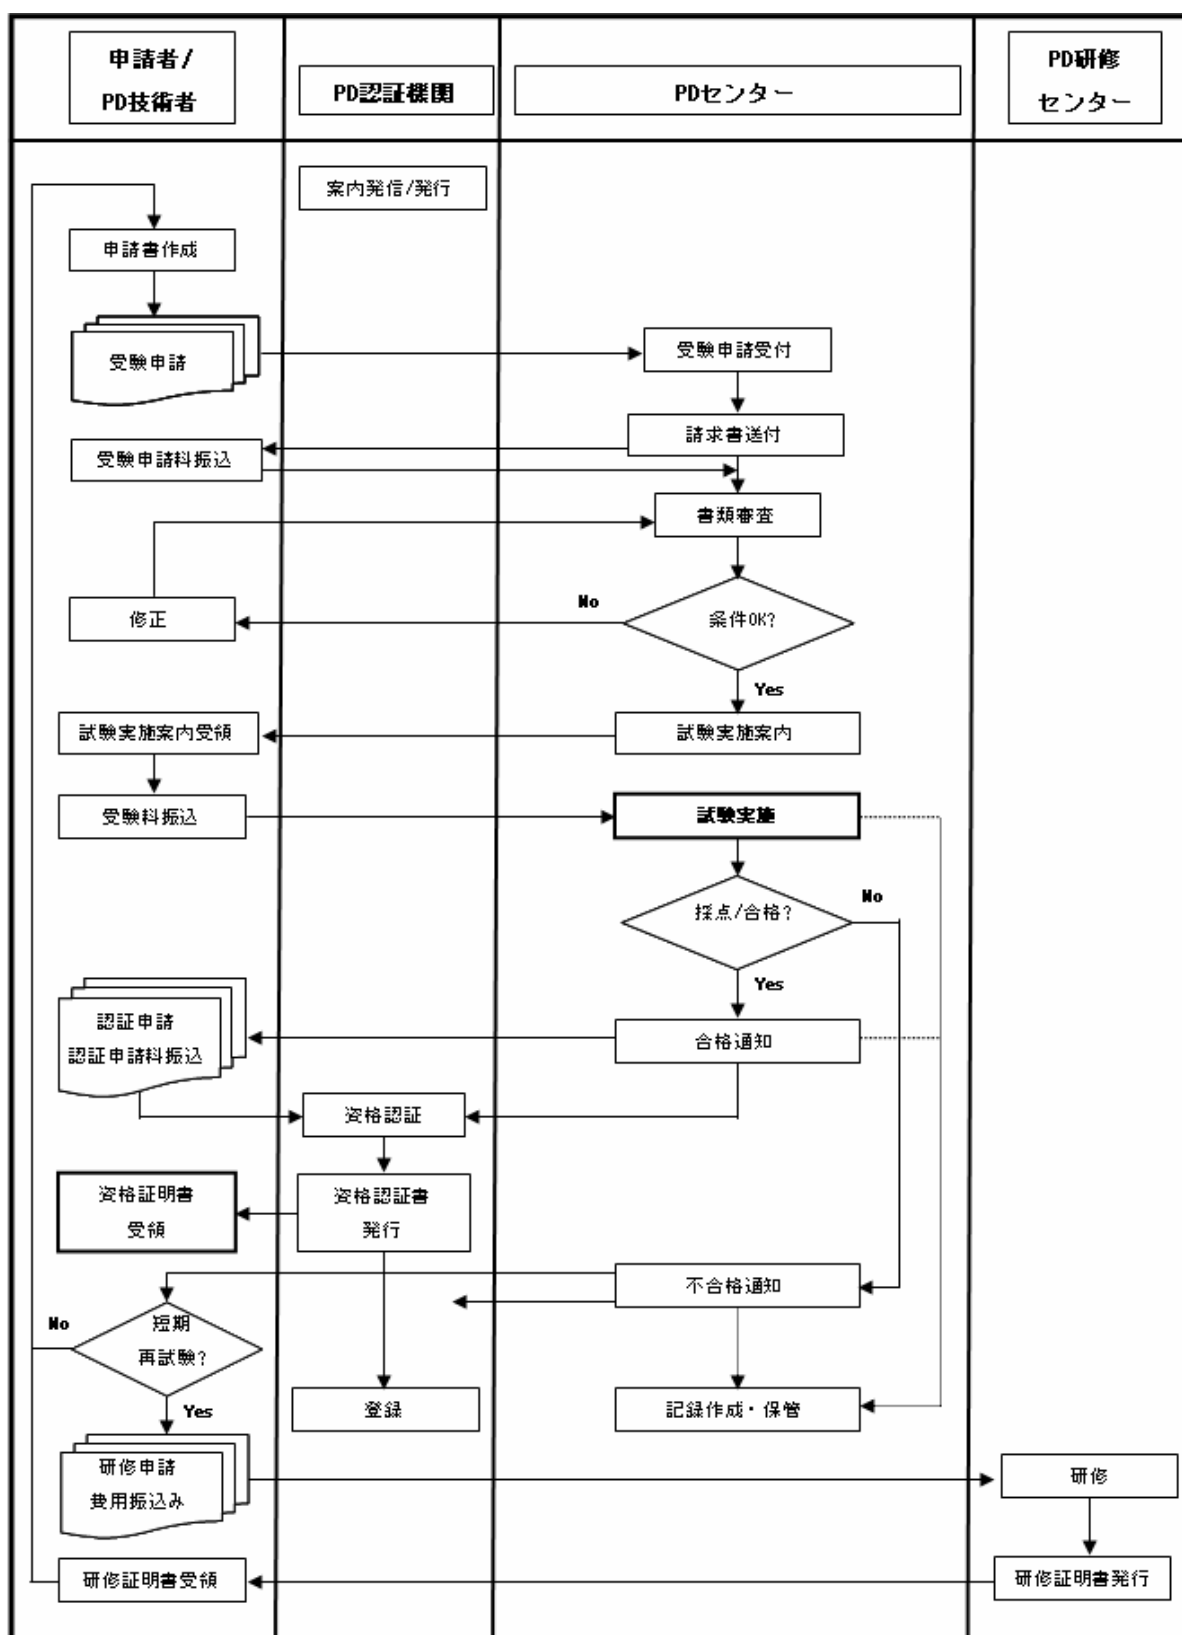 申請者/
PD技術者
PD認証機関
PDセンター
PD研修
センター
案内発信/発行
申請書作成
受験申請
受験申請受付
請求書送付
受験申請料振込
書類審査
No
条件OK?
修正
Yes
試験実施案内受領
試験実施案内
受験料振込
試験実施
No
採点/合格?
Yes
認証申請
認証申請料振込
合格通知
資格認証
資格証明書
受領
資格認証書
発行
不合格通知
No
短期
再試験?
Yes
登録
記録作成・保管
研修申請
費用振込み
研修
研修証明書受領
研修証明書発行